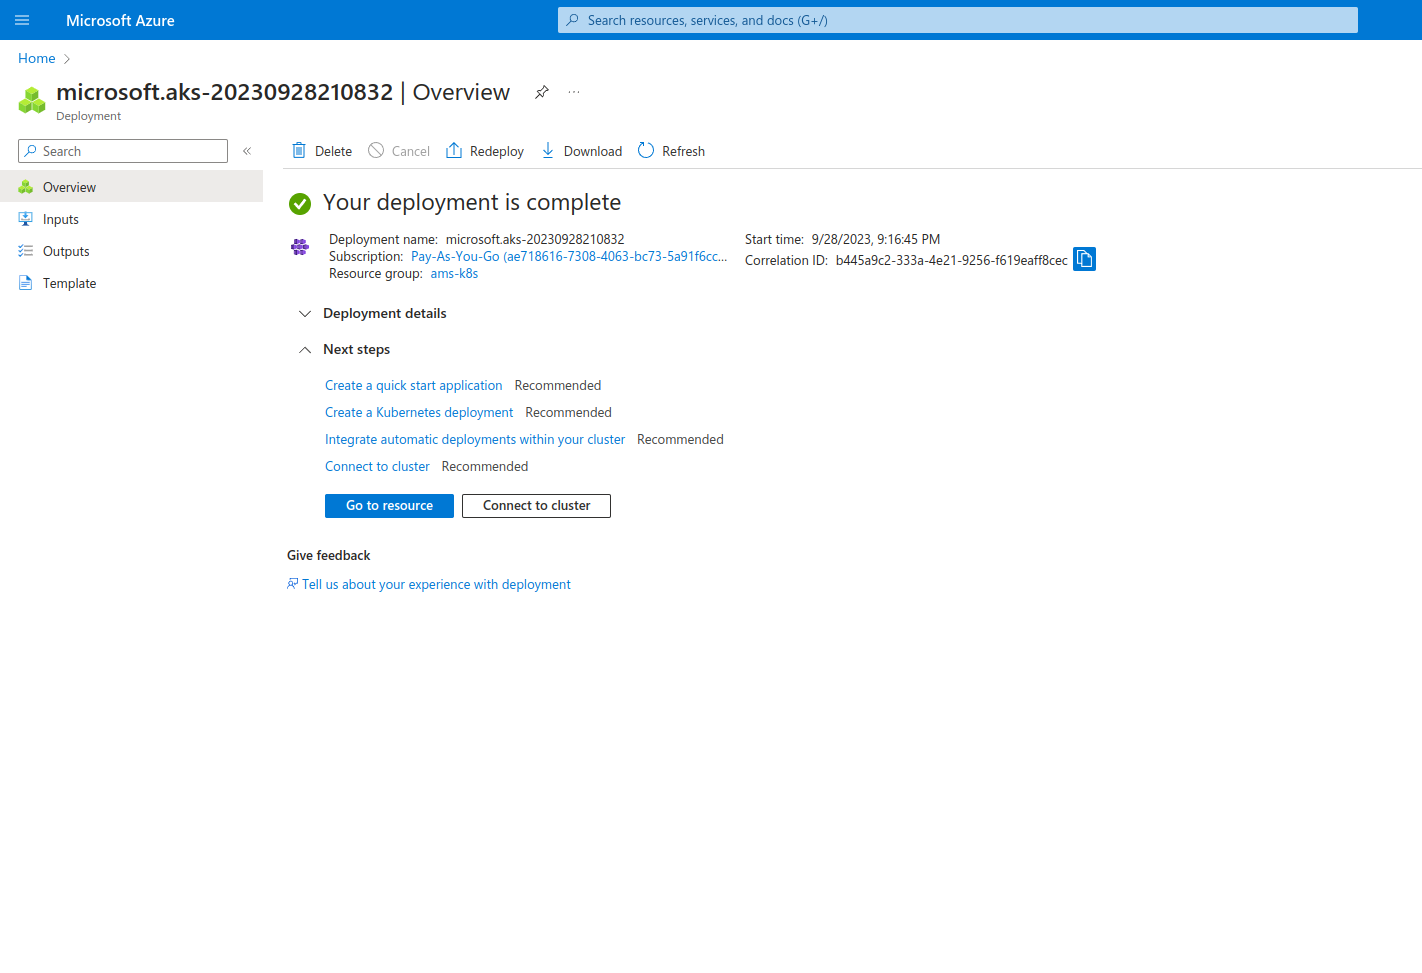 Microsoft Azure
Search resources, services, and docs (G+/)
Home
microsoft.aks-20230928210832 | Overview
Deployment
Search
Delete Cancel Redeploy Download Refresh
Overview
Inputs
Outputs
Template
Your deployment is complete
Deployment name: microsoft.aks-20230928210832
Subscription: Pay-As-You-Go (ae718616-7308-4063-bc73-5a91f6cc...
Resource group: ams-k8s
Start time: 9/28/2023, 9:16:45 PM
Correlation ID: b445a9c2-333a-4e21-9256-f619eaff8cec
Deployment details
Next steps
Create a quick start application Recommended
Create a Kubernetes deployment Recommended
Integrate automatic deployments within your cluster Recommended
Connect to cluster Recommended
Go to resource Connect to cluster
Give feedback
Tell us about your experience with deployment